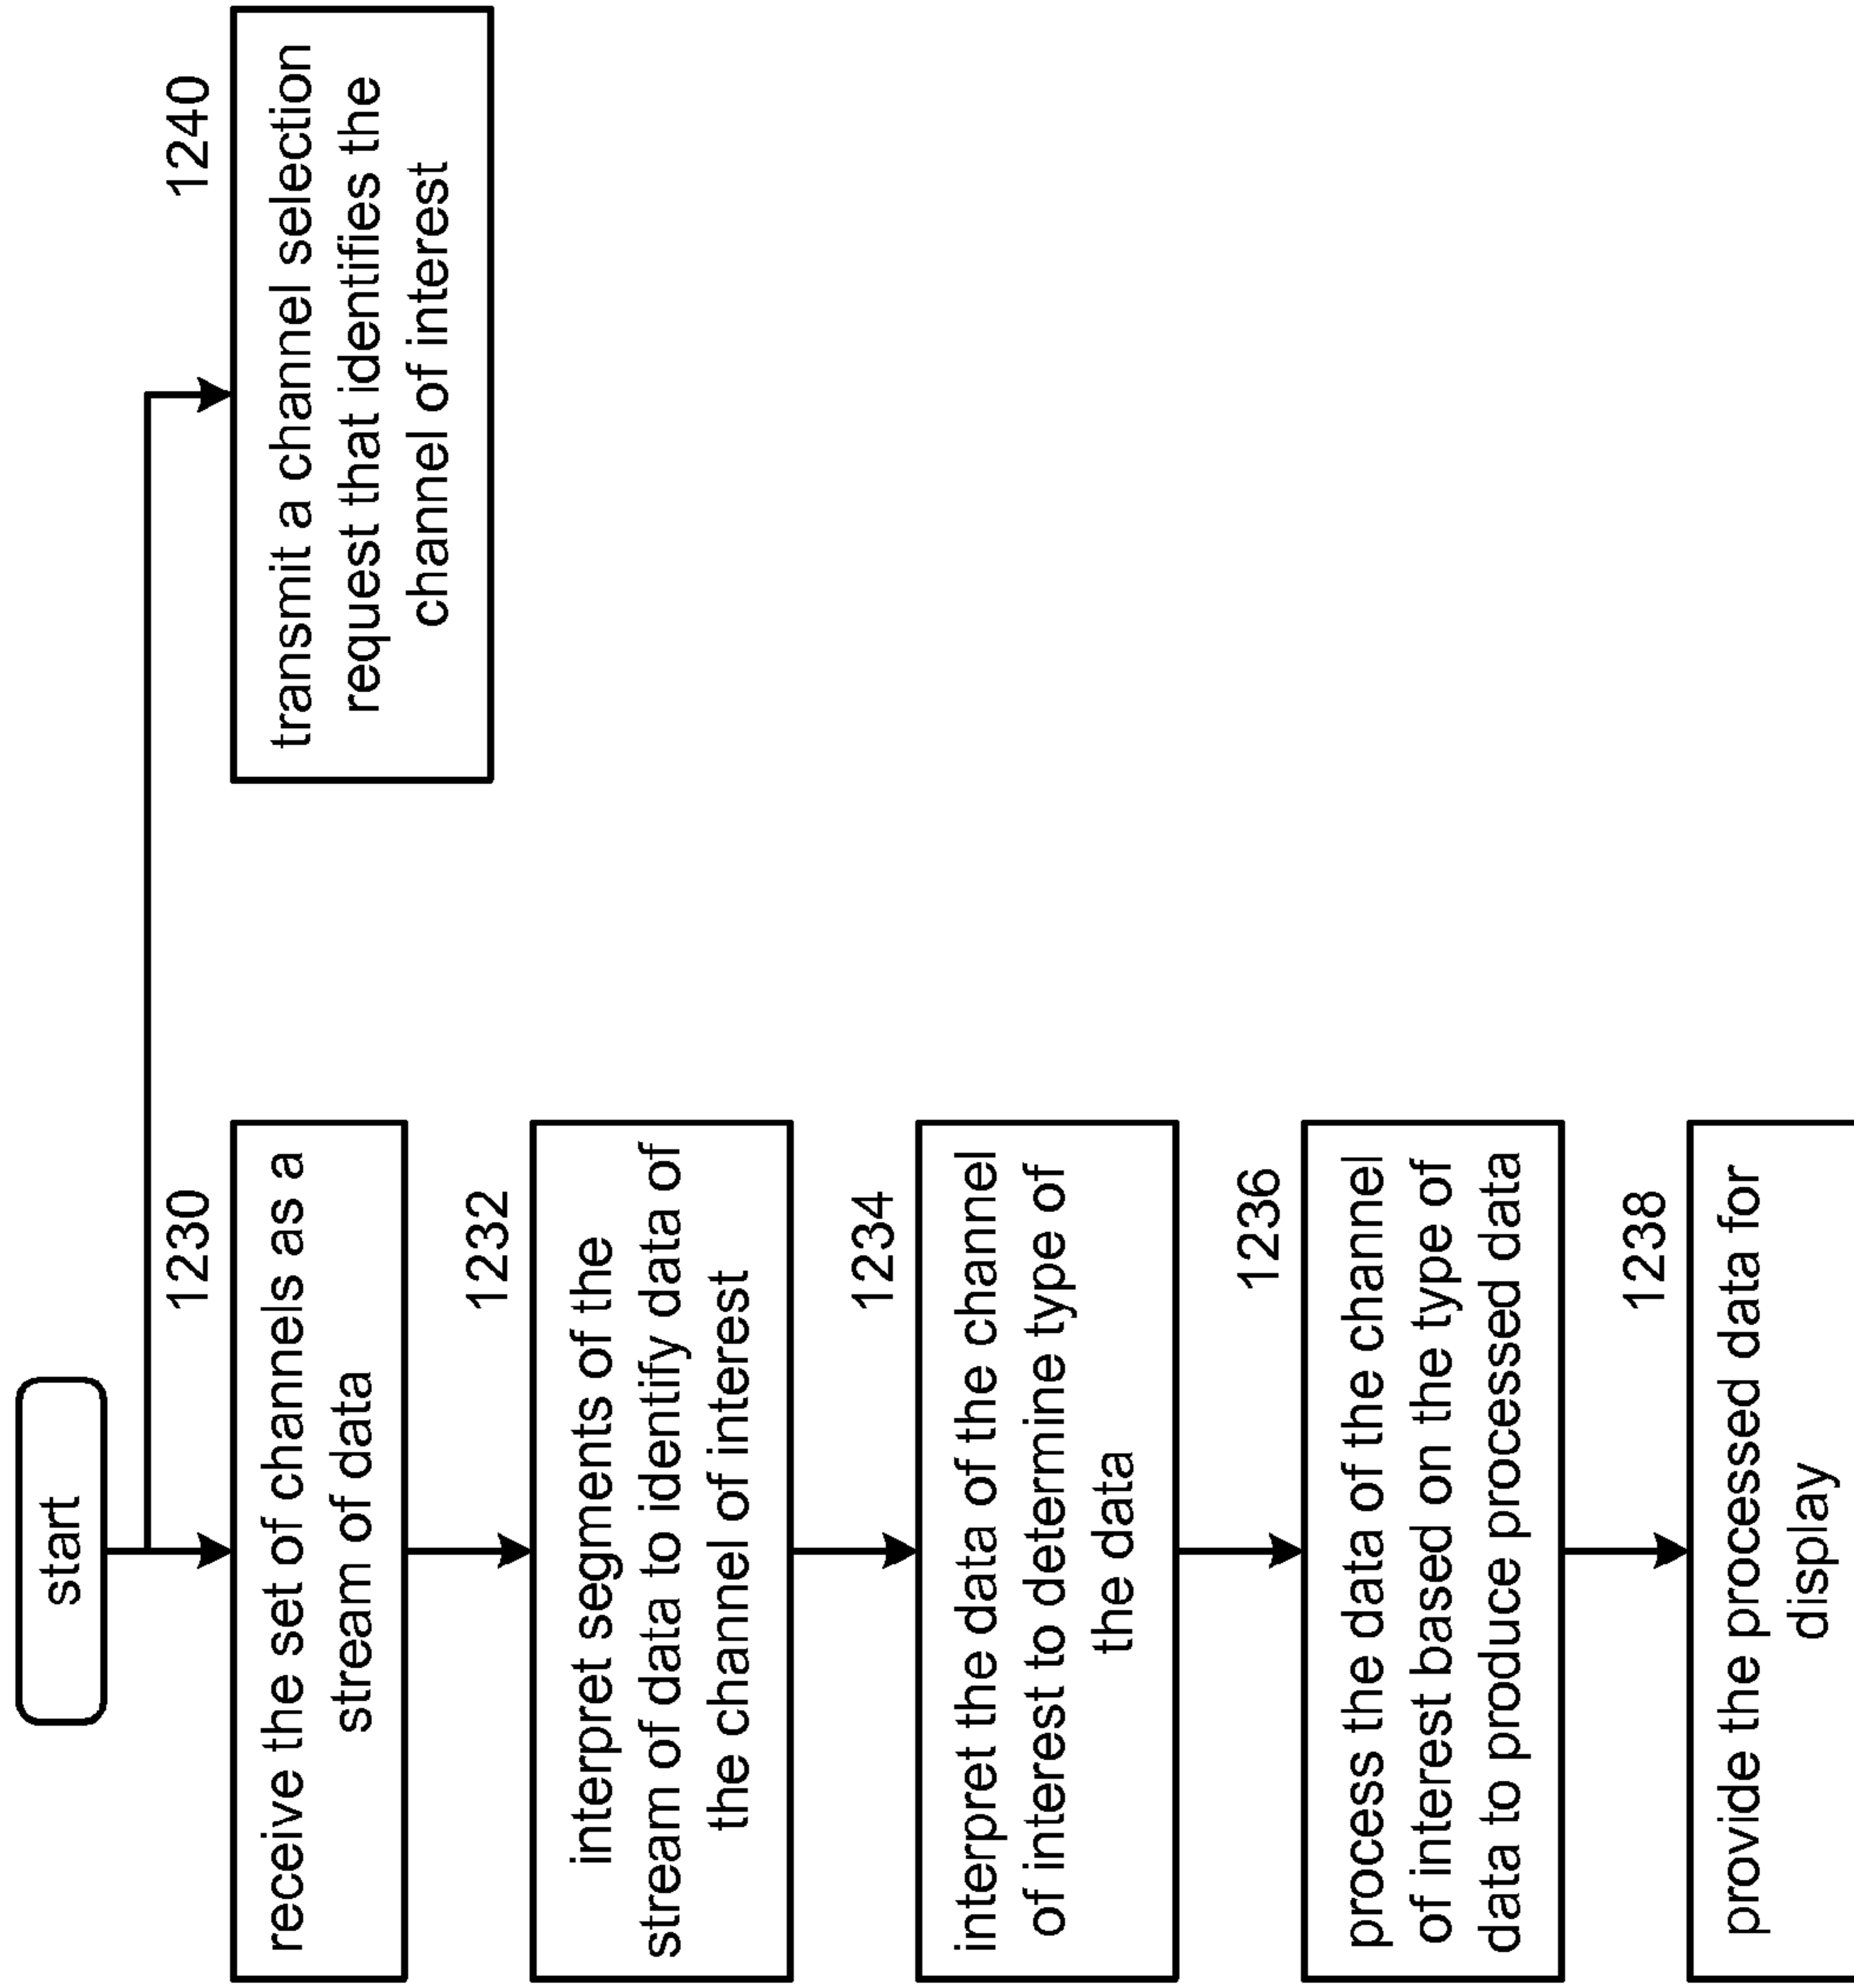 start
1230
receive the set of channels as a
stream of data
1232
interpret segments of the
stream of data to identify data of
the channel of interest
1234
interpret the data of the channel
of interest to determine type of
the data
1236
process the data of the channel
of interest based on the type of
data to produce processed data
1238
provide the processed data for
display
1240
transmit a channel selection
request that identifies the
channel of interest